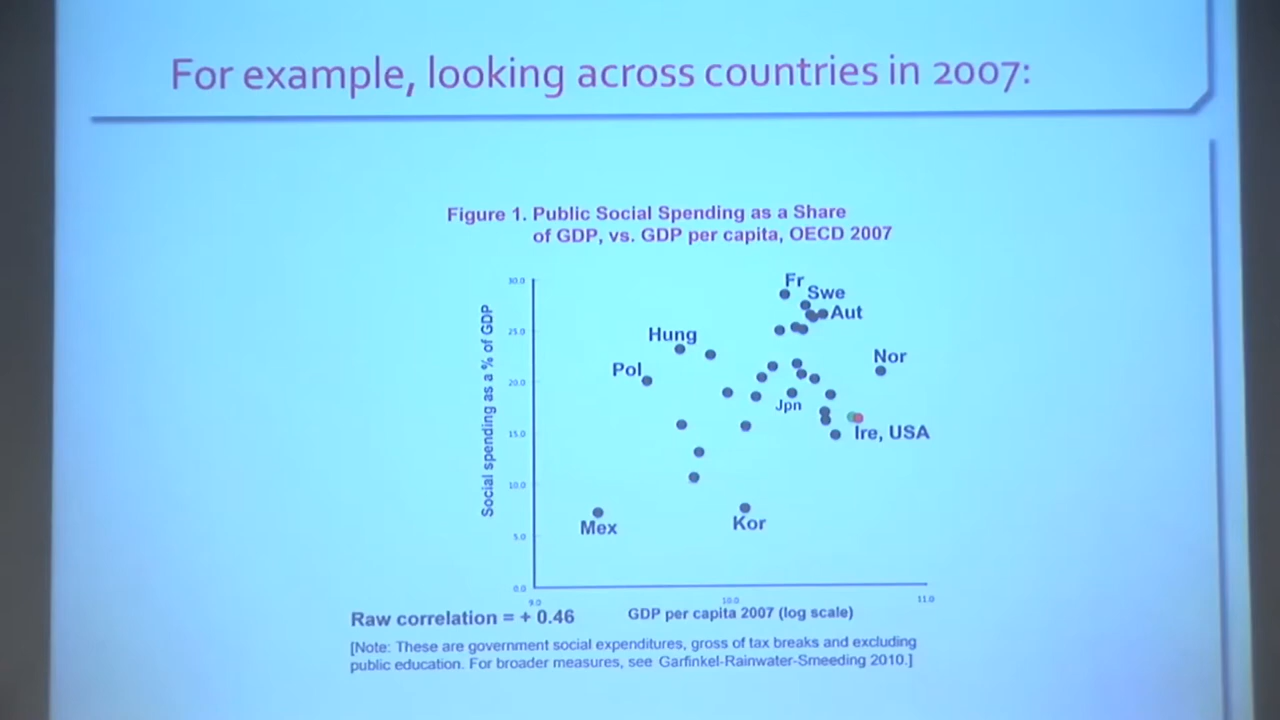 For example, looking across countries in 2007:
Figure 1. Public Social Spending as a Share
of GDP, vs. GDP per capita, OECD 2007
Social spending as a % of GDP
30.0
25.0
20.0
15.0
10.0
5.0
0.0
Fr
Swe
Aut
Hung
Nor
Pol
Jpn
Ire, USA
Mex
Kor
9.0
10.0
11.0
Raw correlation = + 0.46
GDP per capita 2007 (log scale)
[Note: These are government social expenditures, gross of tax breaks and excluding
public education. For broader measures, see Garfinkel-Rainwater-Smeeding 2010.]